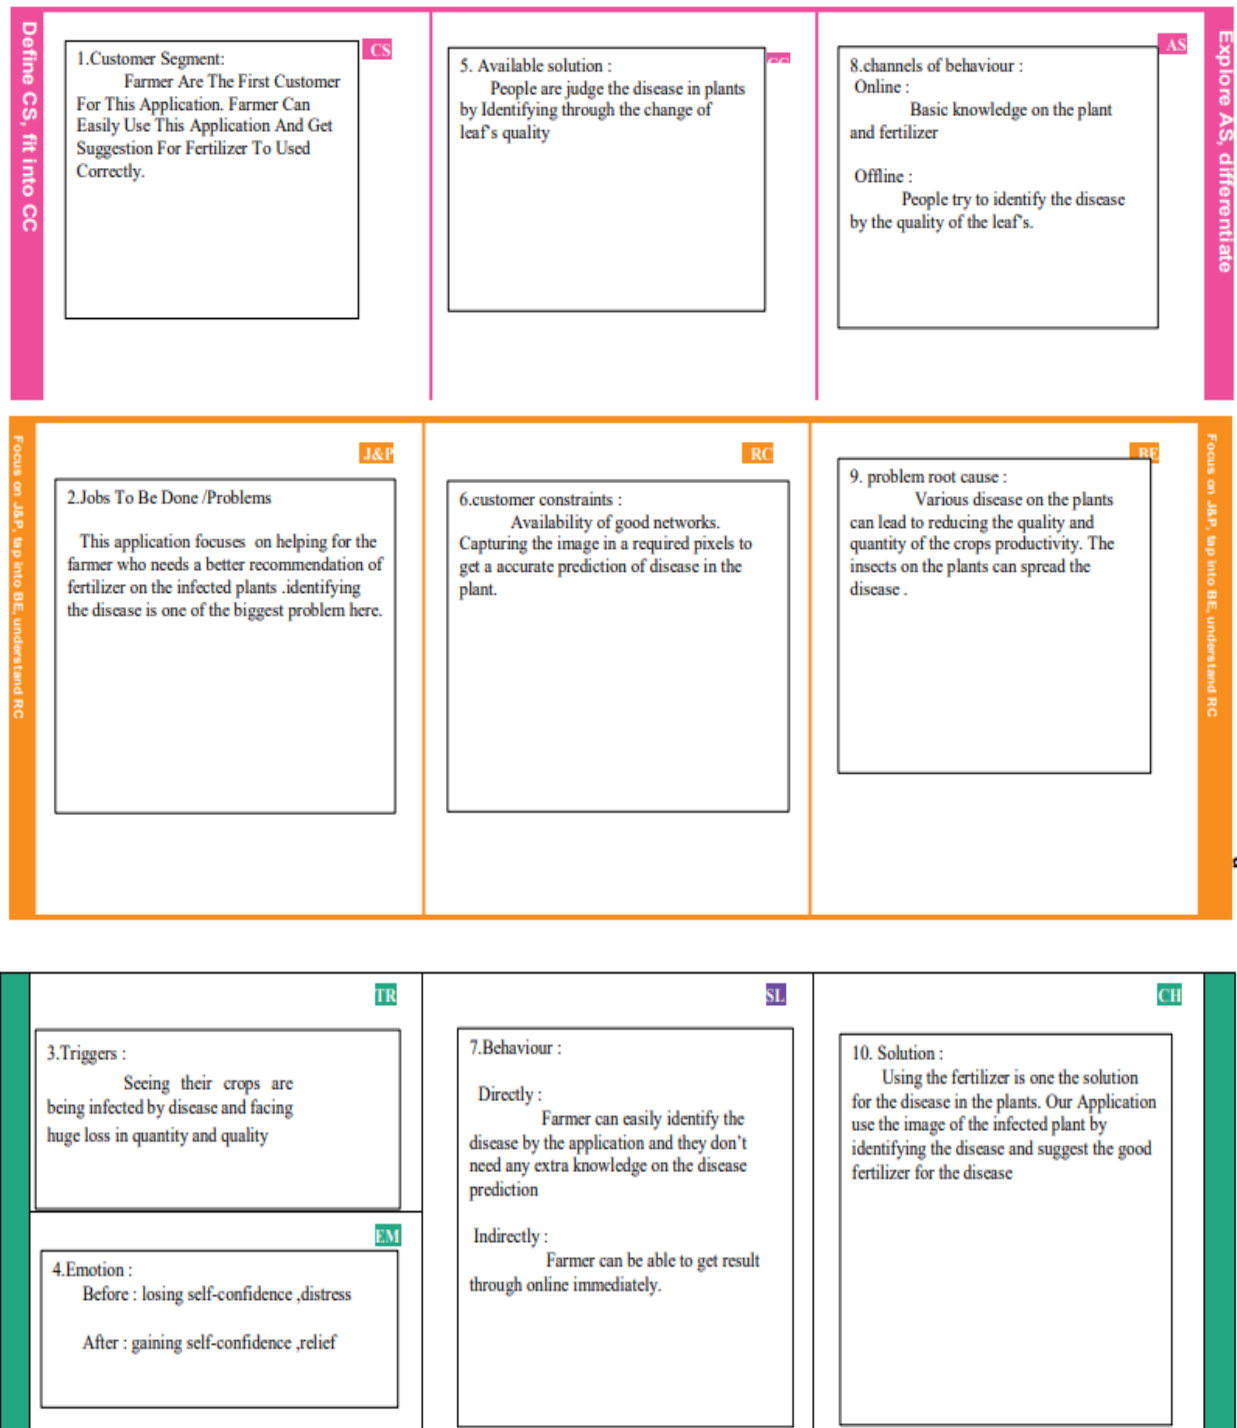 Define CS, fit into CC
CS
1.Customer Segment:
Farmer Are The First Customer
For This Application. Farmer Can
Easily Use This Application And Get
Suggestion For Fertilizer To Used
Correctly.
5. Available solution :
People are judge the disease in plants
by Identifying through the change of
leaf's quality
AS
8.channels of behaviour :
Online :
Basic knowledge on the plant
and fertilizer
Offline :
People try to identify the disease
by the quality of the leaf's.
Explore AS, differentiate
Focus on J&P, tap into BE, understand RC
J&P
2.Jobs To Be Done /Problems
This application focuses on helping for the
farmer who needs a better recommendation of
fertilizer on the infected plants .identifying
the disease is one of the biggest problem here.
RC
6.customer constraints :
Availability of good networks.
Capturing the image in a required pixels to
get a accurate prediction of disease in the
plant.
BE
9. problem root cause :
Various disease on the plants
can lead to reducing the quality and
quantity of the crops productivity. The
insects on the plants can spread the
disease .
Focus on J&P, tap into BE, understand RC
TR
3.Triggers :
Seeing their crops are
being infected by disease and facing
huge loss in quantity and quality
EM
4.Emotion :
Before : losing self-confidence ,distress
After : gaining self-confidence ,relief
SL
7.Behaviour :
Directly :
Farmer can easily identify the
disease by the application and they don't
need any extra knowledge on the disease
prediction
Indirectly :
Farmer can be able to get result
through online immediately.
CH
10. Solution :
Using the fertilizer is one the solution
for the disease in the plants. Our Application
use the image of the infected plant by
identifying the disease and suggest the good
fertilizer for the disease